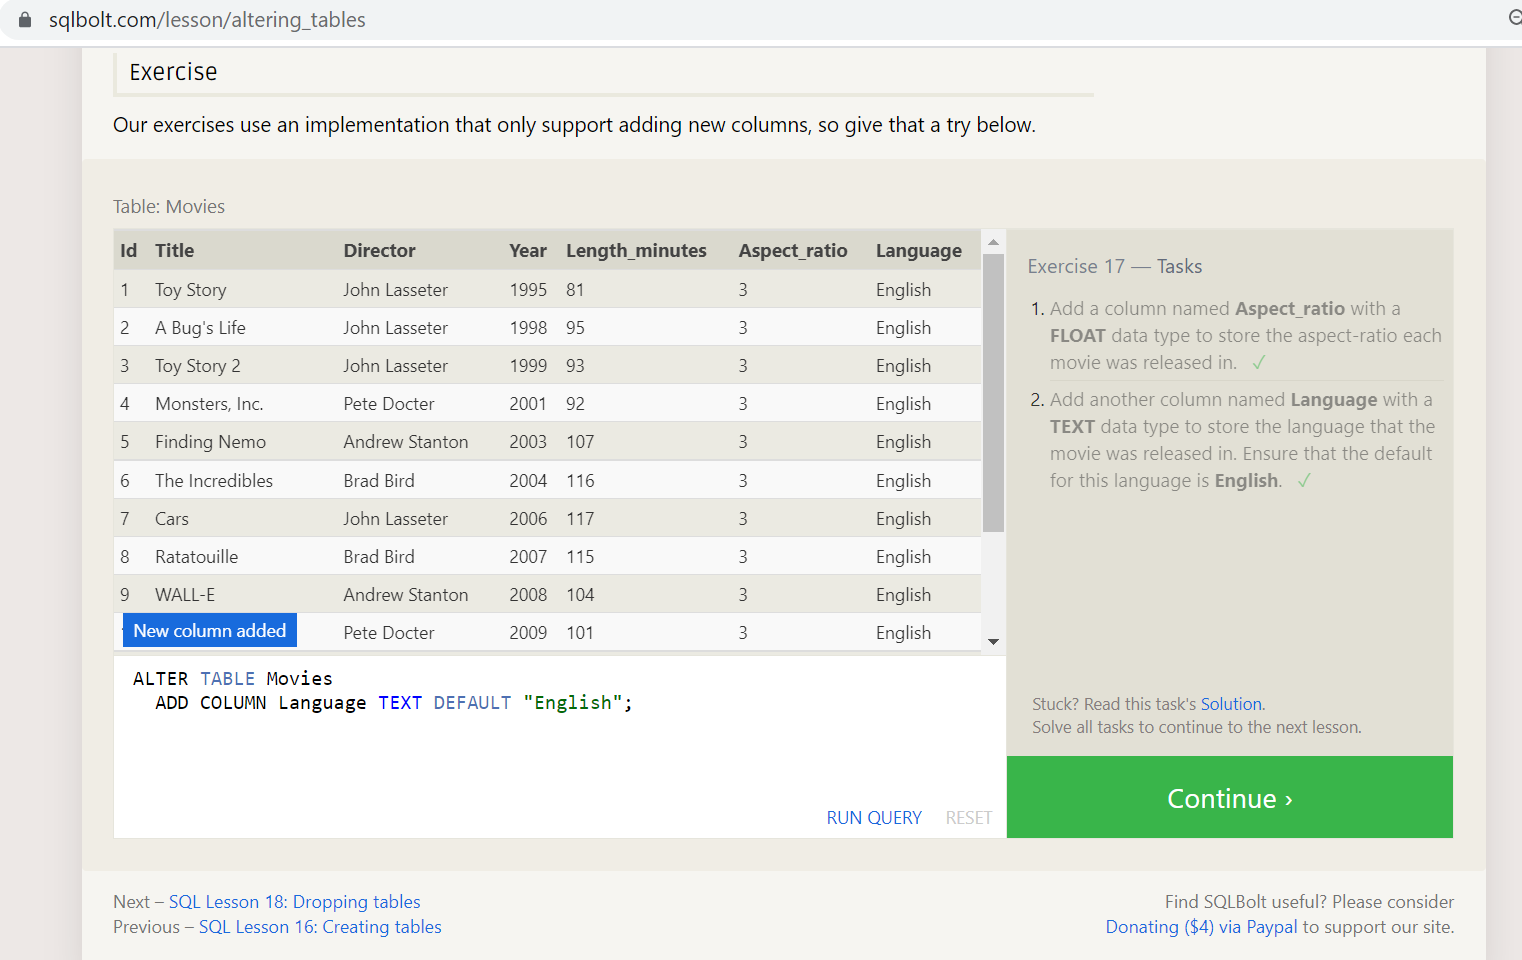 sqlbolt.com/lesson/altering_tables
Exercise
Our exercises use an implementation that only support adding new columns, so give that a try below.
Table: Movies
Id Title Director Year Length_minutes Aspect_ratio Language
1 Toy Story John Lasseter 1995 81 3 English
2 A Bug's Life John Lasseter 1998 95 3 English
3 Toy Story 2 John Lasseter 1999 93 3 English
4 Monsters, Inc. Pete Docter 2001 92 3 English
5 Finding Nemo Andrew Stanton 2003 107 3 English
6 The Incredibles Brad Bird 2004 116 3 English
7 Cars John Lasseter 2006 117 3 English
8 Ratatouille Brad Bird 2007 115 3 English
9 WALL-E Andrew Stanton 2008 104 3 English
New column added Pete Docter 2009 101 3 English
ALTER TABLE Movies
ADD COLUMN Language TEXT DEFAULT "English";
RUN QUERY RESET
Exercise 17 — Tasks
1. Add a column named Aspect_ratio with a
FLOAT data type to store the aspect-ratio each
movie was released in. ✓
2. Add another column named Language with a
TEXT data type to store the language that the
movie was released in. Ensure that the default
for this language is English. ✓
Stuck? Read this task's Solution.
Solve all tasks to continue to the next lesson.
Continue ›
Next – SQL Lesson 18: Dropping tables
Previous – SQL Lesson 16: Creating tables
Find SQLBolt useful? Please consider
Donating ($4) via Paypal to support our site.